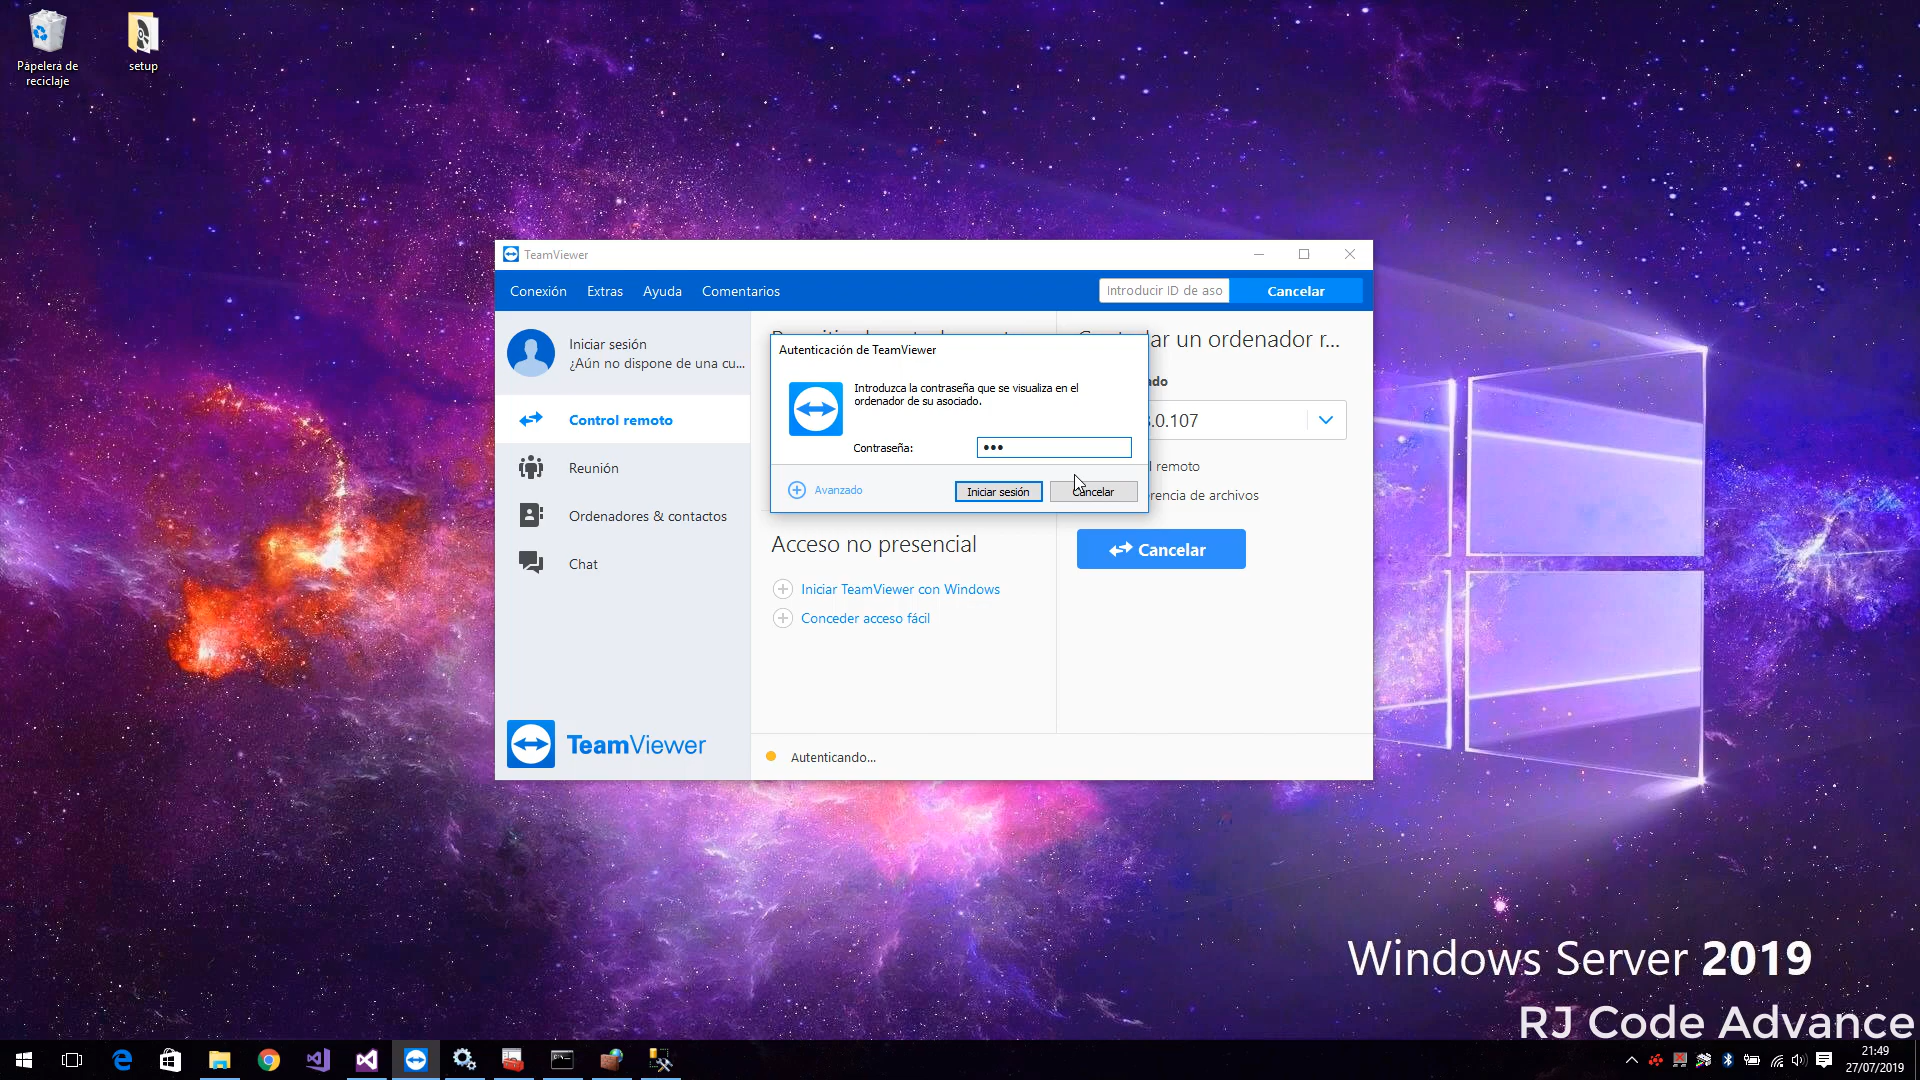 Papelera de
reciclaje
setup
TeamViewer
Conexión
Extras
Ayuda
Comentarios
Introducir ID de aso
Cancelar
Iniciar sesión
¿Aún no dispone de una cu...
Control remoto
Reunión
Ordenadores & contactos
Chat
TeamViewer
Autenticación de TeamViewer
Introduzca la contraseña que se visualiza en el
ordenador de su asociado.
Contraseña:
Avanzado
Iniciar sesión
Cancelar
Acceso no presencial
Iniciar TeamViewer con Windows
Conceder acceso fácil
ar un ordenador r...
ado
.0.107
l remoto
rencia de archivos
Cancelar
Autenticando...
Windows Server 2019
RJ Code Advance
21:49
27/07/2019